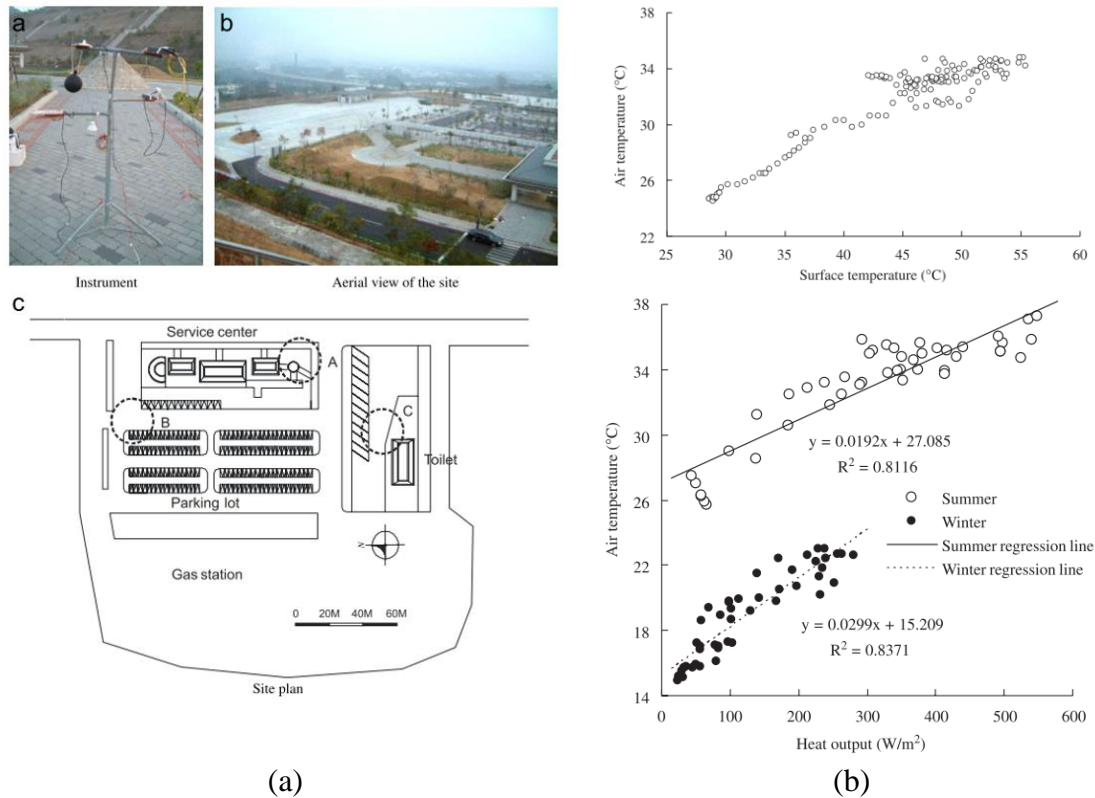 a
b
Instrument
Aerial view of the site
c
Service center
A
B
C
Toilet
Parking lot
N
Gas station
0 20M 40M 60M
Site plan
(a)
38
34
30
26
22
Air temperature (°C)
25 30 35 40 45 50 55 60
Surface temperature (°C)
38
34
30
26
22
18
14
Air temperature (°C)
y = 0.0192x + 27.085
R² = 0.8116
Summer
Winter
Summer regression line
Winter regression line
y = 0.0299x + 15.209
R² = 0.8371
0 100 200 300 400 500 600
Heat output (W/m²)
(b)